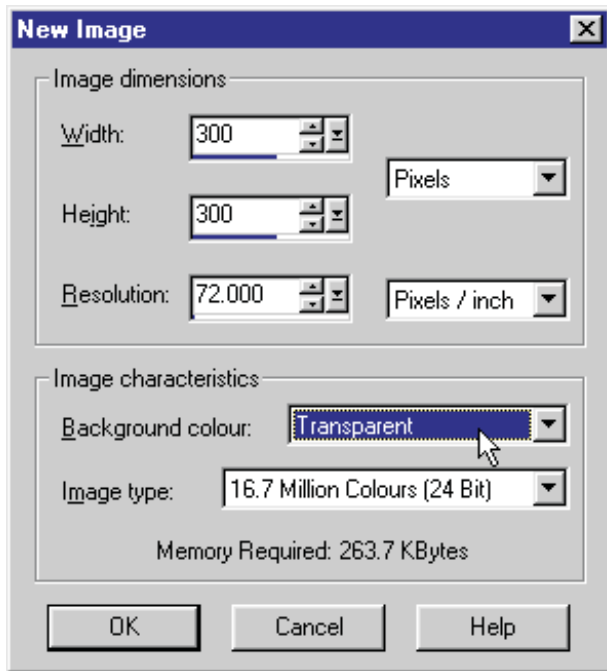 New Image
Image dimensions
Width: 300
Pixels
Height: 300
Resolution: 72.000 Pixels / inch
Image characteristics
Background colour: Transparent
Image type: 16.7 Million Colours (24 Bit)
Memory Required: 263.7 KBytes
OK Cancel Help